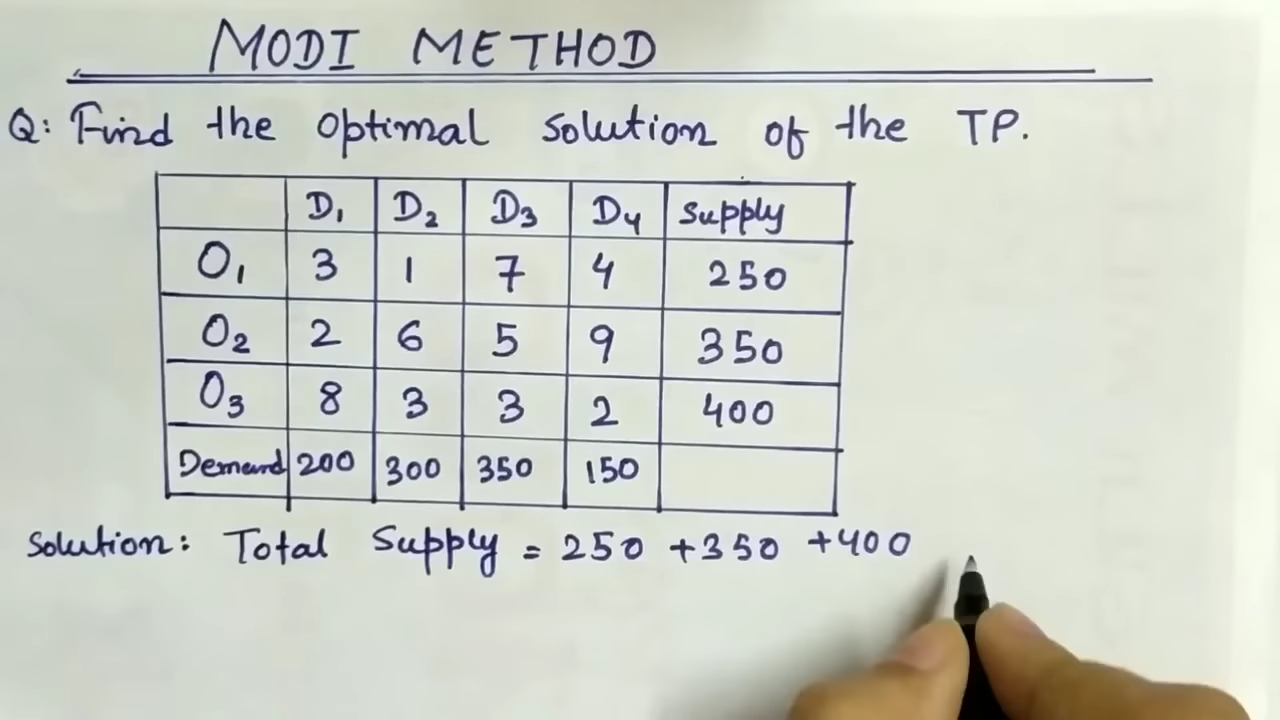 MODI METHOD
Q: Find the optimal solution of the TP.
D₁ D₂ D₃ D₄ Supply
O₁ 3 1 7 4 250
O₂ 2 6 5 9 350
O₃ 8 3 3 2 400
Demand 200 300 350 150
Solution: Total Supply = 250 + 350 + 400